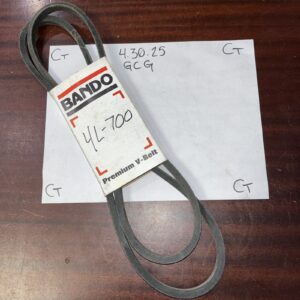 CT
4.30.25
CT
GCG
BANDO
4L-700
Premium V-Belt
CT
CT